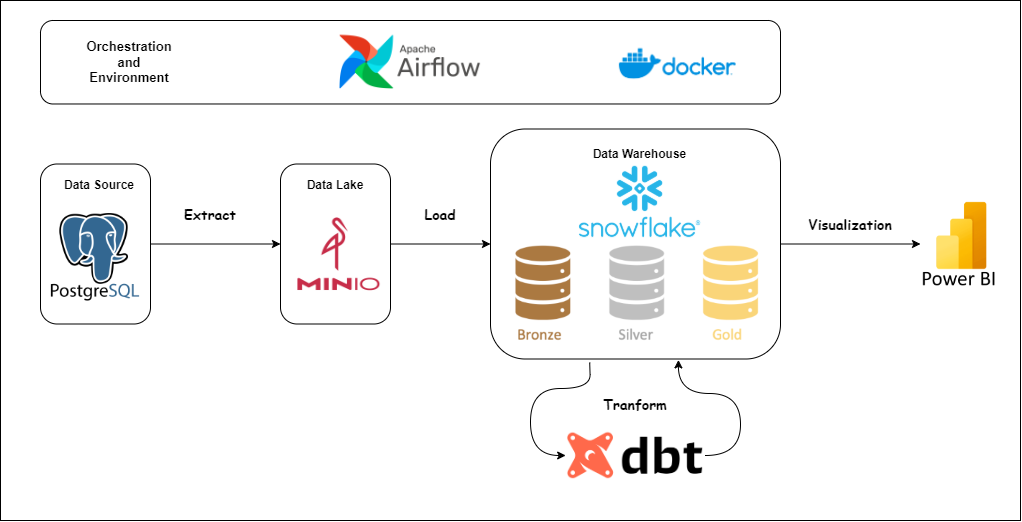 Orchestration
and
Environment
Apache
Airflow
docker
Data Source
PostgreSQL
Extract
Data Lake
MINIO
Load
Data Warehouse
snowflake®
Bronze
Silver
Gold
Visualization
Power BI
Tranform
dbt